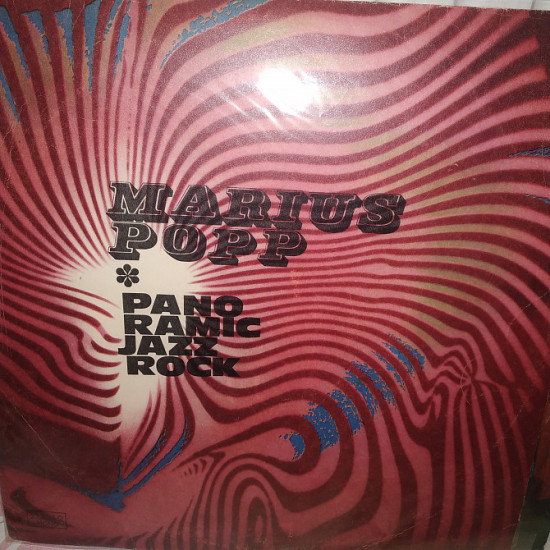 MARIUS
POPP
*
PANO
RAMIC
JAZZ
ROCK